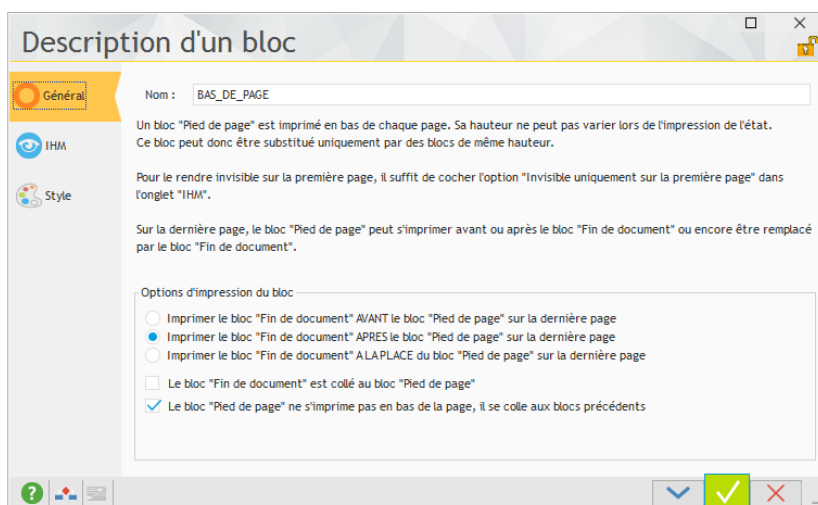 Description d'un bloc
Général
IHM
Style
Nom : BAS_DE_PAGE
Un bloc "Pied de page" est imprimé en bas de chaque page. Sa hauteur ne peut pas varier lors de l'impression de l'état.
Ce bloc peut donc être substitué uniquement par des blocs de même hauteur.
Pour le rendre invisible sur la première page, il suffit de cocher l'option "Invisible uniquement sur la première page" dans
l'onglet "IHM".
Sur la dernière page, le bloc "Pied de page" peut s'imprimer avant ou après le bloc "Fin de document" ou encore être remplacé
par le bloc "Fin de document".
Options d'impression du bloc
Imprimer le bloc "Fin de document" AVANT le bloc "Pied de page" sur la dernière page
Imprimer le bloc "Fin de document" APRES le bloc "Pied de page" sur la dernière page
Imprimer le bloc "Fin de document" A LA PLACE du bloc "Pied de page" sur la dernière page
Le bloc "Fin de document" est collé au bloc "Pied de page"
Le bloc "Pied de page" ne s'imprime pas en bas de la page, il se colle aux blocs précédents